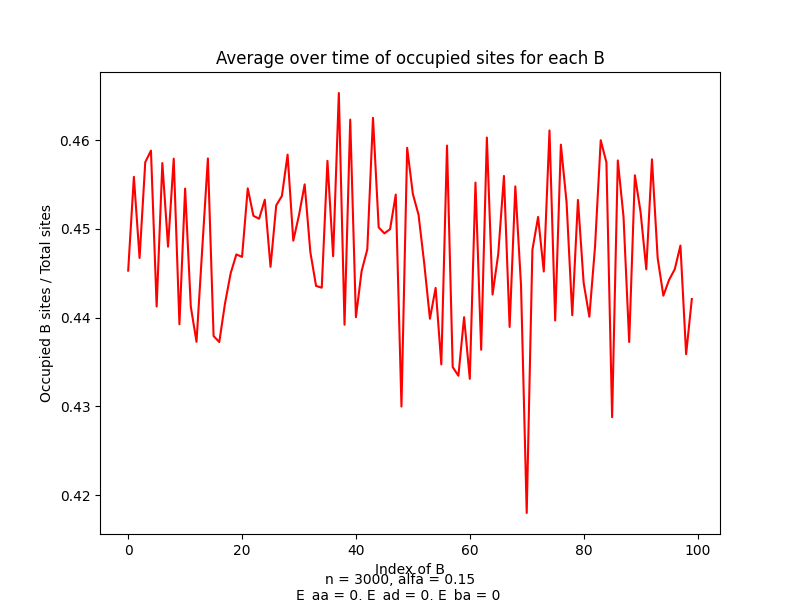 Average over time of occupied sites for each B
Occupied B sites / Total sites
0.46
0.45
0.44
0.43
0.42
0 20 40 60 80 100
Index of B
n = 3000, alfa = 0.15
E_aa = 0, E_ad = 0, E_ba = 0